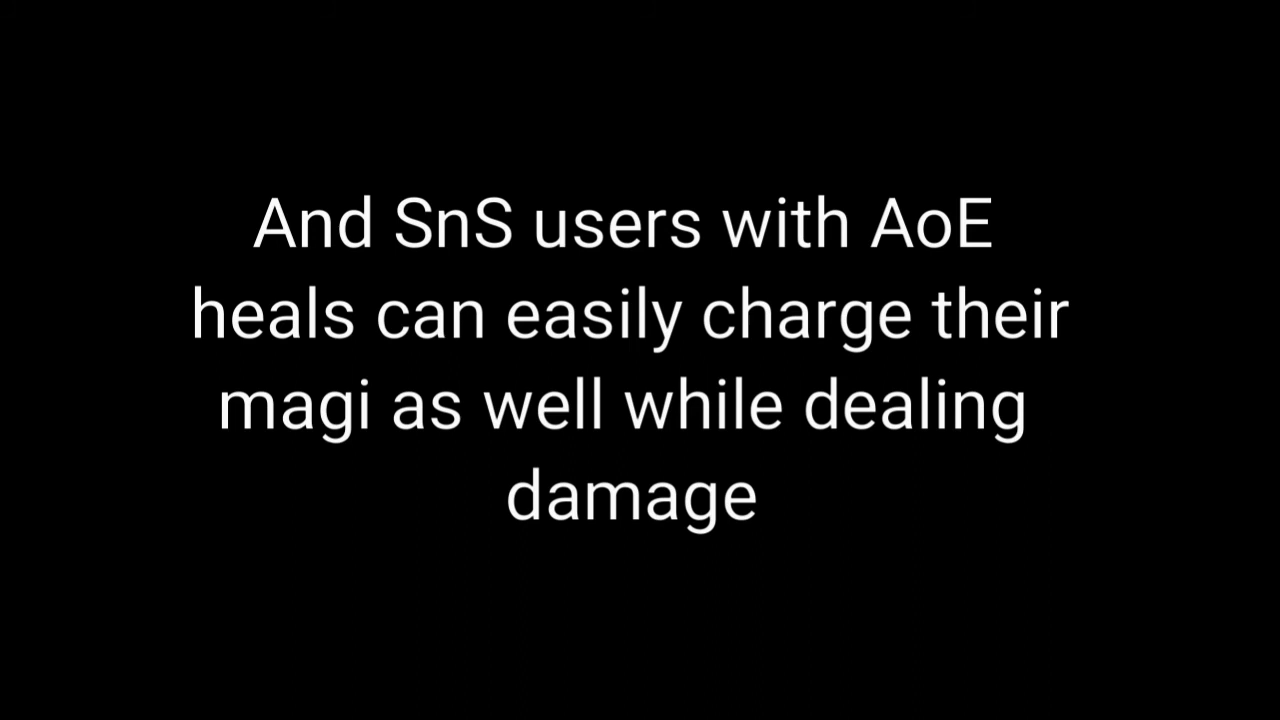 And SnS users with AoE
heals can easily charge their
magi as well while dealing
damage